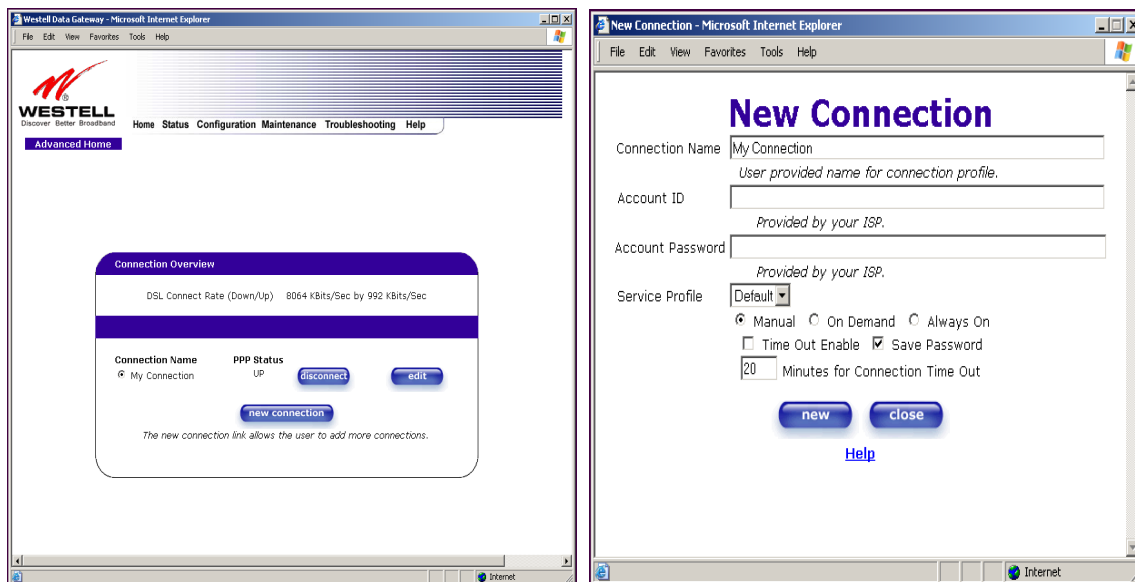 Westell Data Gateway - Microsoft Internet Explorer
File Edit View Favorites Tools Help
WESTELL
Discover Better Broadband
Home Status Configuration Maintenance Troubleshooting Help
Advanced Home
Connection Overview
DSL Connect Rate (Down/Up) 8064 KBits/Sec by 992 KBits/Sec
Connection Name PPP Status
My Connection UP disconnect edit
new connection
The new connection link allows the user to add more connections.
Internet
New Connection - Microsoft Internet Explorer
File Edit View Favorites Tools Help
New Connection
Connection Name My Connection
User provided name for connection profile.
Account ID
Provided by your ISP.
Account Password
Provided by your ISP.
Service Profile Default
Manual On Demand Always On
Time Out Enable Save Password
20 Minutes for Connection Time Out
new close
Help
Internet